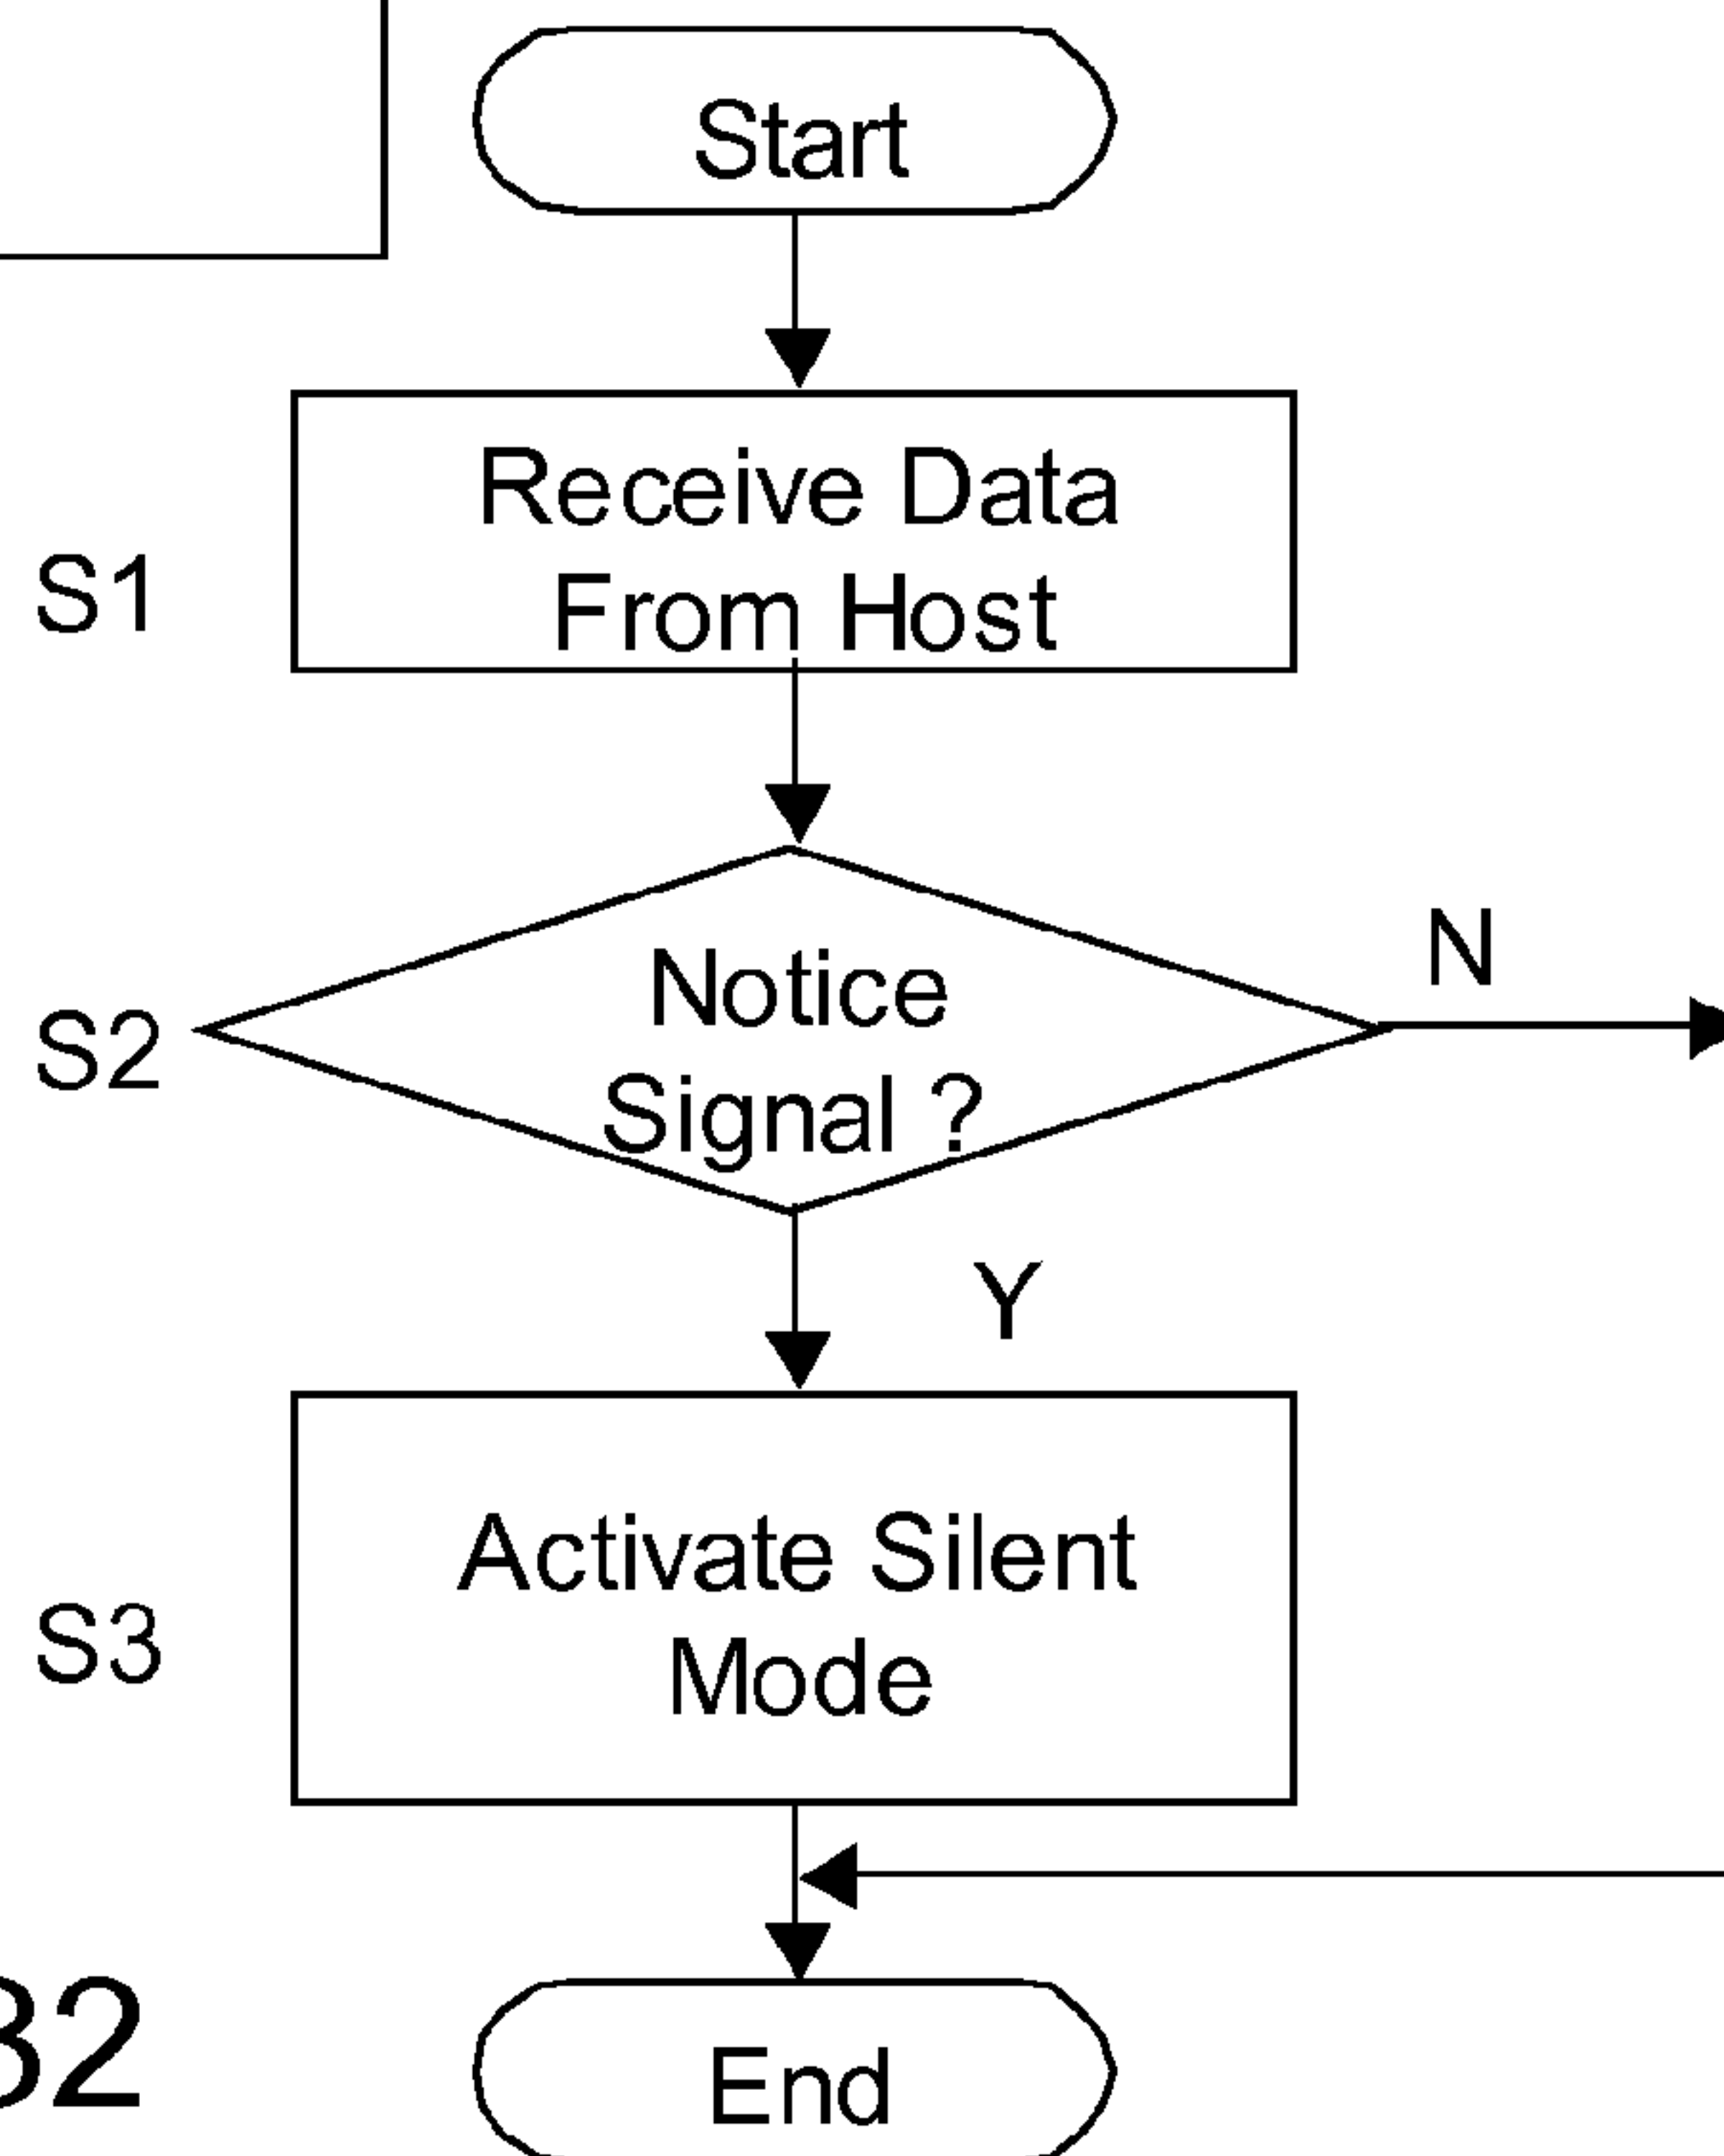 Start
Receive Data
From Host
S1
Notice
Signal ?
S2
N
Y
Activate Silent
Mode
S3
End